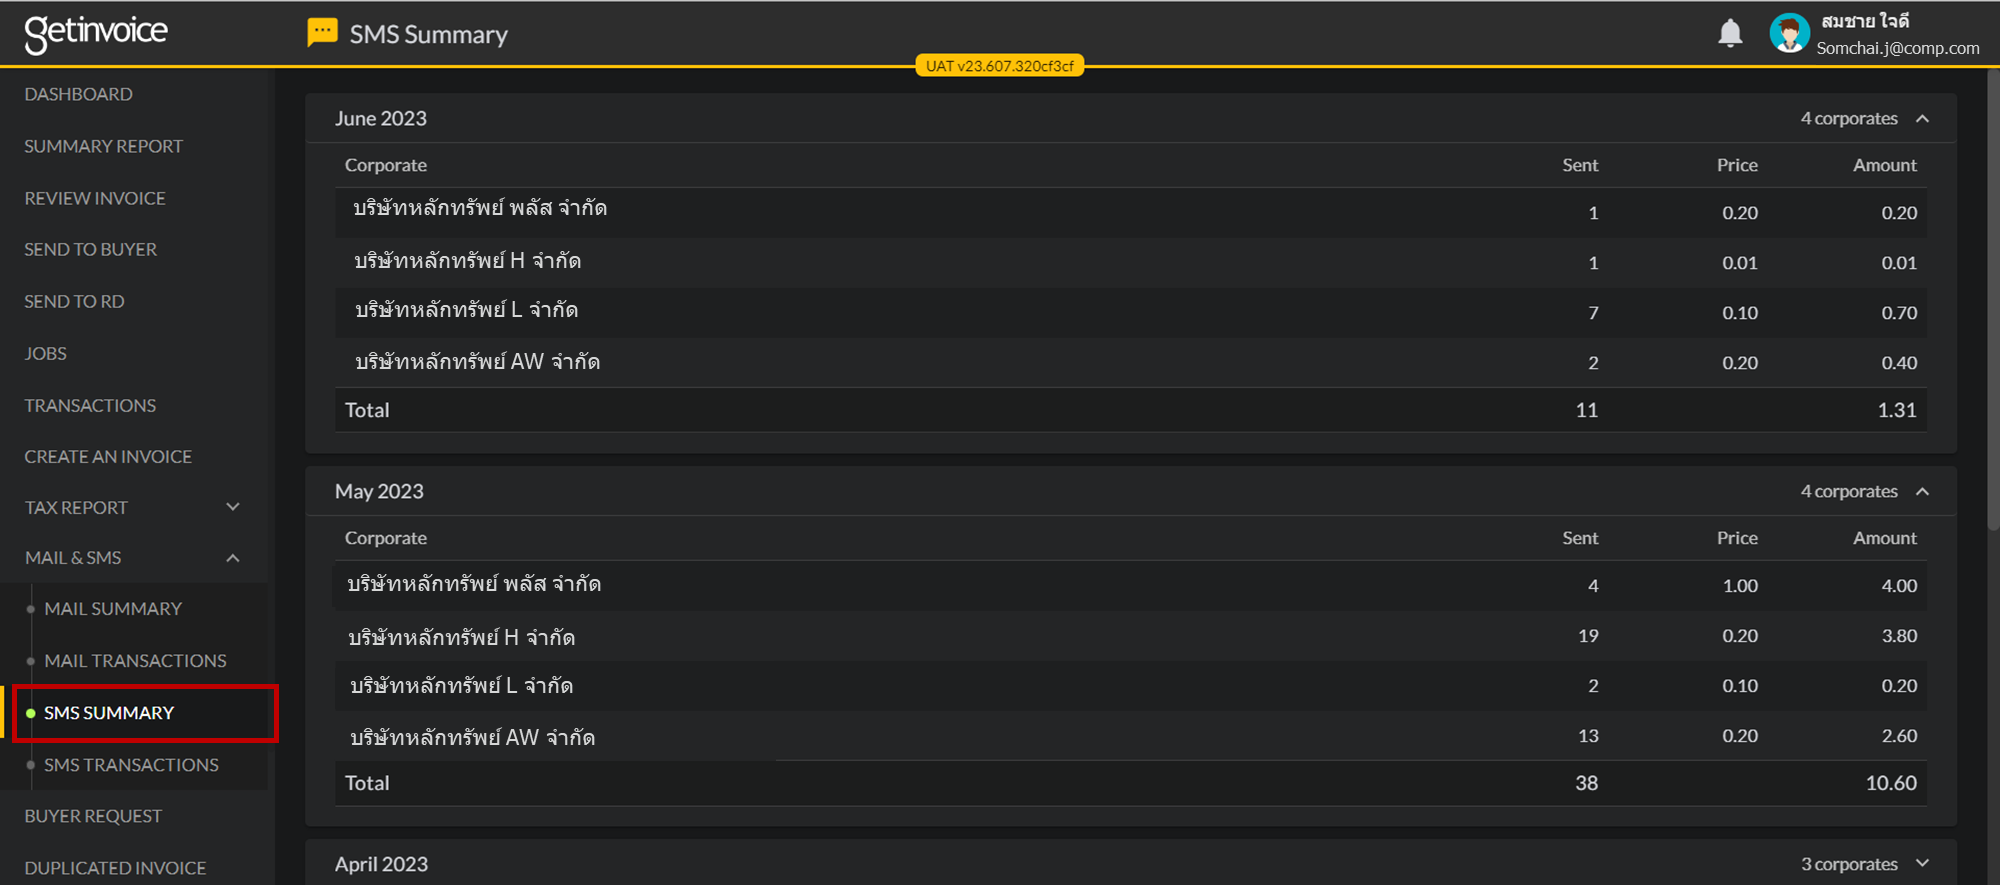 getinvoice
SMS Summary
สมชาย ใจดี
Somchai.j@comp.com
UAT v23.607.320cf3cf
DASHBOARD
SUMMARY REPORT
REVIEW INVOICE
SEND TO BUYER
SEND TO RD
JOBS
TRANSACTIONS
CREATE AN INVOICE
TAX REPORT
MAIL & SMS
MAIL SUMMARY
MAIL TRANSACTIONS
SMS SUMMARY
SMS TRANSACTIONS
BUYER REQUEST
DUPLICATED INVOICE
June 2023 4 corporates
Corporate Sent Price Amount
บริษัทหลักทรัพย์ พลัส จำกัด 1 0.20 0.20
บริษัทหลักทรัพย์ H จำกัด 1 0.01 0.01
บริษัทหลักทรัพย์ L จำกัด 7 0.10 0.70
บริษัทหลักทรัพย์ AW จำกัด 2 0.20 0.40
Total 11 1.31
May 2023 4 corporates
Corporate Sent Price Amount
บริษัทหลักทรัพย์ พลัส จำกัด 4 1.00 4.00
บริษัทหลักทรัพย์ H จำกัด 19 0.20 3.80
บริษัทหลักทรัพย์ L จำกัด 2 0.10 0.20
บริษัทหลักทรัพย์ AW จำกัด 13 0.20 2.60
Total 38 10.60
April 2023 3 corporates